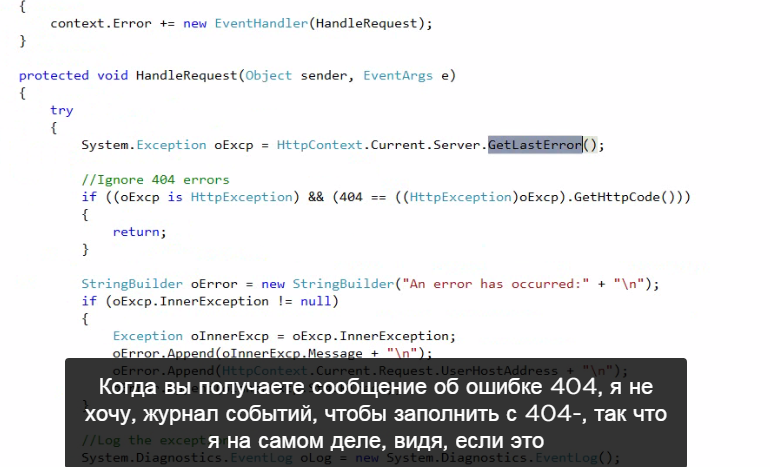 {
context.Error += new EventHandler(HandleRequest);
}
protected void HandleRequest(Object sender, EventArgs e)
{
try
{
System.Exception oExcp = HttpContext.Current.Server.GetLastError();
//Ignore 404 errors
if ((oExcp is HttpException) && (404 == ((HttpException)oExcp).GetHttpCode()))
{
return;
}
StringBuilder oError = new StringBuilder("An error has occurred:" + "\n");
if (oExcp.InnerException != null)
{
Exception oInnerExcp = oExcp.InnerException;
oError.Append(oInnerExcp.Message + "\n");
oError.Append(HttpContext.Current.Request.UserHostAddress + "\n");
Когда вы получаете сообщение об ошибке 404, я не
хочу, журнал событий, чтобы заполнить с 404-, так что
я на самом деле, видя, если это
//Log the excep
System.Diagnostics.EventLog oLog = new System.Diagnostics.EventLog();